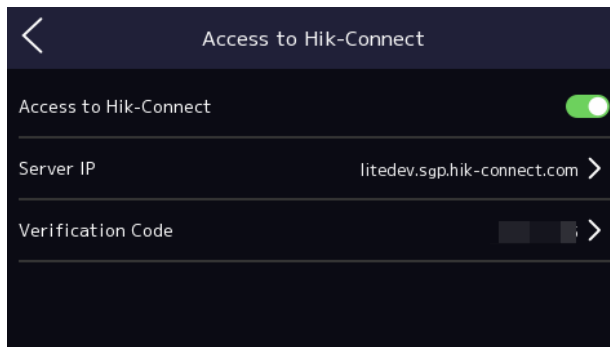 Access to Hik-Connect
Access to Hik-Connect
Server IP litedev.sgp.hik-connect.com
Verification Code